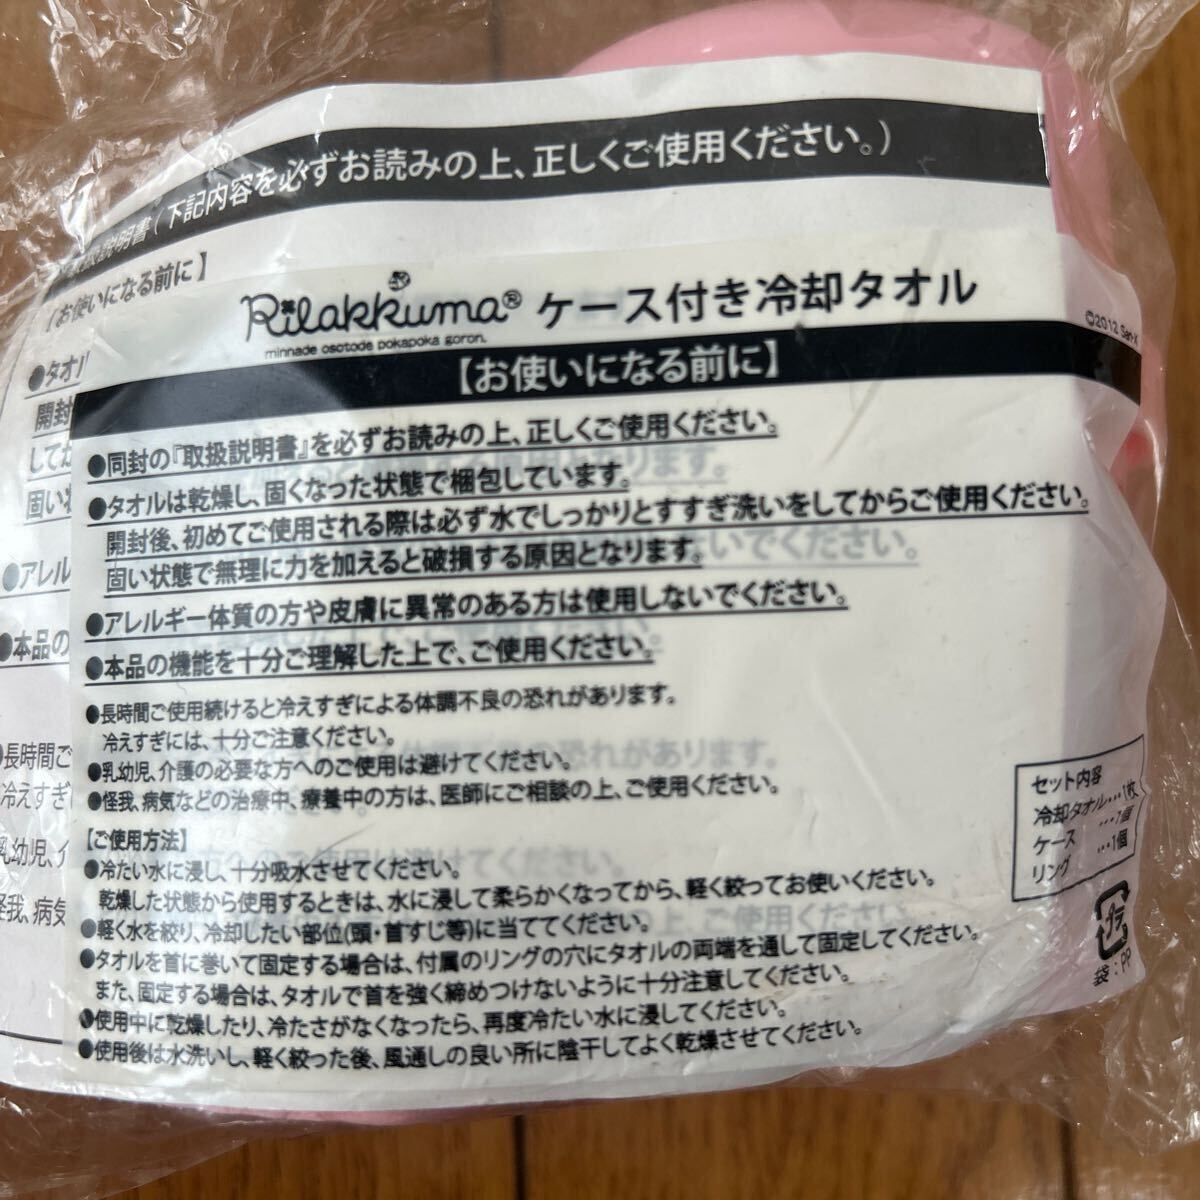 取扱説明書(下記内容を必ずお読みの上、正しくご使用ください。)
【お使いになる前に】
●タオル
開封
してか
固い
●アレル
●本品の
●長時間ご
冷えすぎに
乳幼児、介
怪我、病気
Rilakkuma® ケース付き冷却タオル
minnade osotode pokapoka goron.
©2012 San-X
【お使いになる前に】
●同封の『取扱説明書』を必ずお読みの上、正しくご使用ください。
●タオルは乾燥し、固くなった状態で梱包しています。
開封後、初めてご使用される際は必ず水でしっかりとすすぎ洗いをしてからご使用ください。
固い状態で無理に力を加えると破損する原因となります。
●アレルギー体質の方や皮膚に異常のある方は使用しないでください。
●本品の機能を十分ご理解した上で、ご使用ください。
●長時間ご使用続けると冷えすぎによる体調不良の恐れがあります。
冷えすぎには、十分ご注意ください。
●乳幼児、介護の必要な方へのご使用は避けてください。
●怪我、病気などの治療中、療養中の方は、医師にご相談の上、ご使用ください。
【ご使用方法】
●冷たい水に浸し、十分吸水させてください。
乾燥した状態から使用するときは、水に浸して柔らかくなってから、軽く絞ってお使いください。
●軽く水を絞り、冷却したい部位(頭・首すじ等)に当ててください。
●タオルを首に巻いて固定する場合は、付属のリングの穴にタオルの両端を通して固定してください。
また、固定する場合は、タオルで首を強く締めつけないように十分注意してください。
●使用中に乾燥したり、冷たさがなくなったら、再度冷たい水に浸してください。
●使用後は水洗いし、軽く絞った後、風通しの良い所に陰干してよく乾燥させてください。
セット内容
冷却タオル…1枚
ケース …1個
リング …1個
プラ
袋：PP